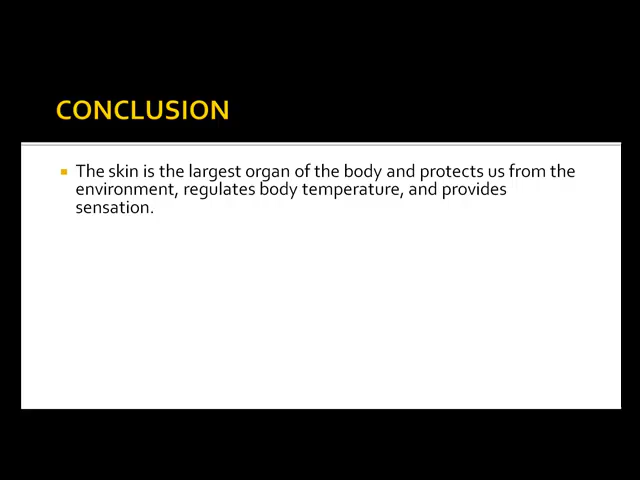 CONCLUSION
The skin is the largest organ of the body and protects us from the
environment, regulates body temperature, and provides
sensation.